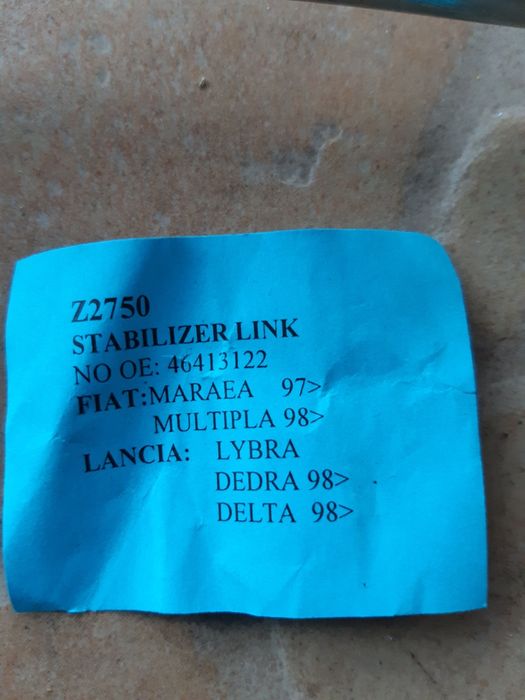 Z2750
STABILIZER LINK
NO OE: 46413122
FIAT: MARAEA 97>
MULTIPLA 98>
LANCIA: LYBRA
DEDRA 98>
DELTA 98>